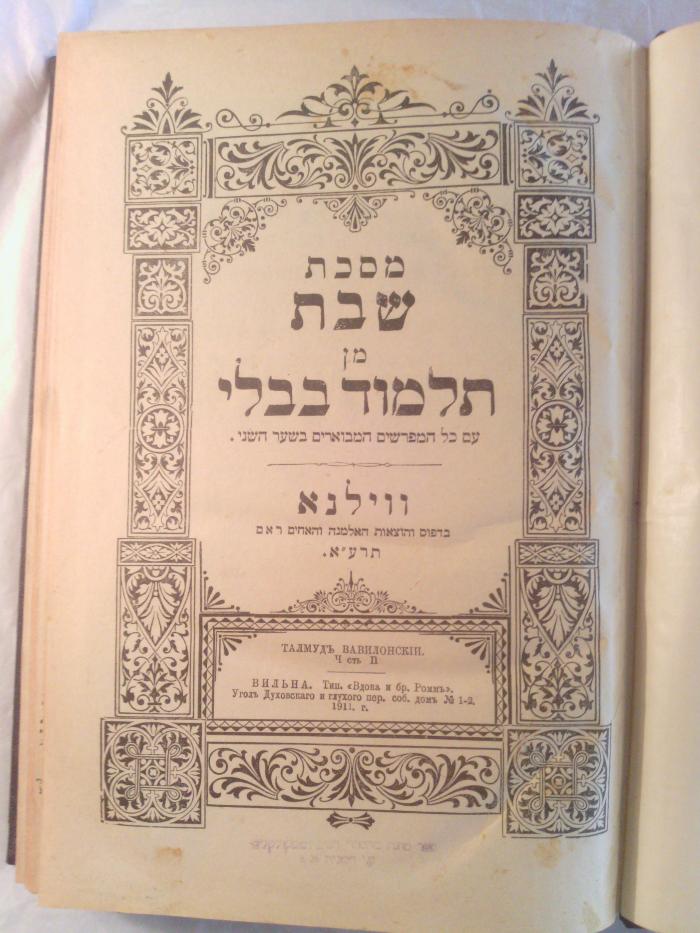 מסכת
שבת
מן
תלמוד בבלי
עם כל המפרשים המבוארים בשער השני.
ווילנא
בדפוס והוצאות האלמנה והאחים ראם
תרע״א.
ТАЛМУДЪ ВАВИЛОНСКІЙ.
Часть II
ВИЛЬНА. Тип. «Вдова и бр. Роммъ».
Уголъ Духовскаго и глухого пер. соб. домъ № 1-2.
1911. г.